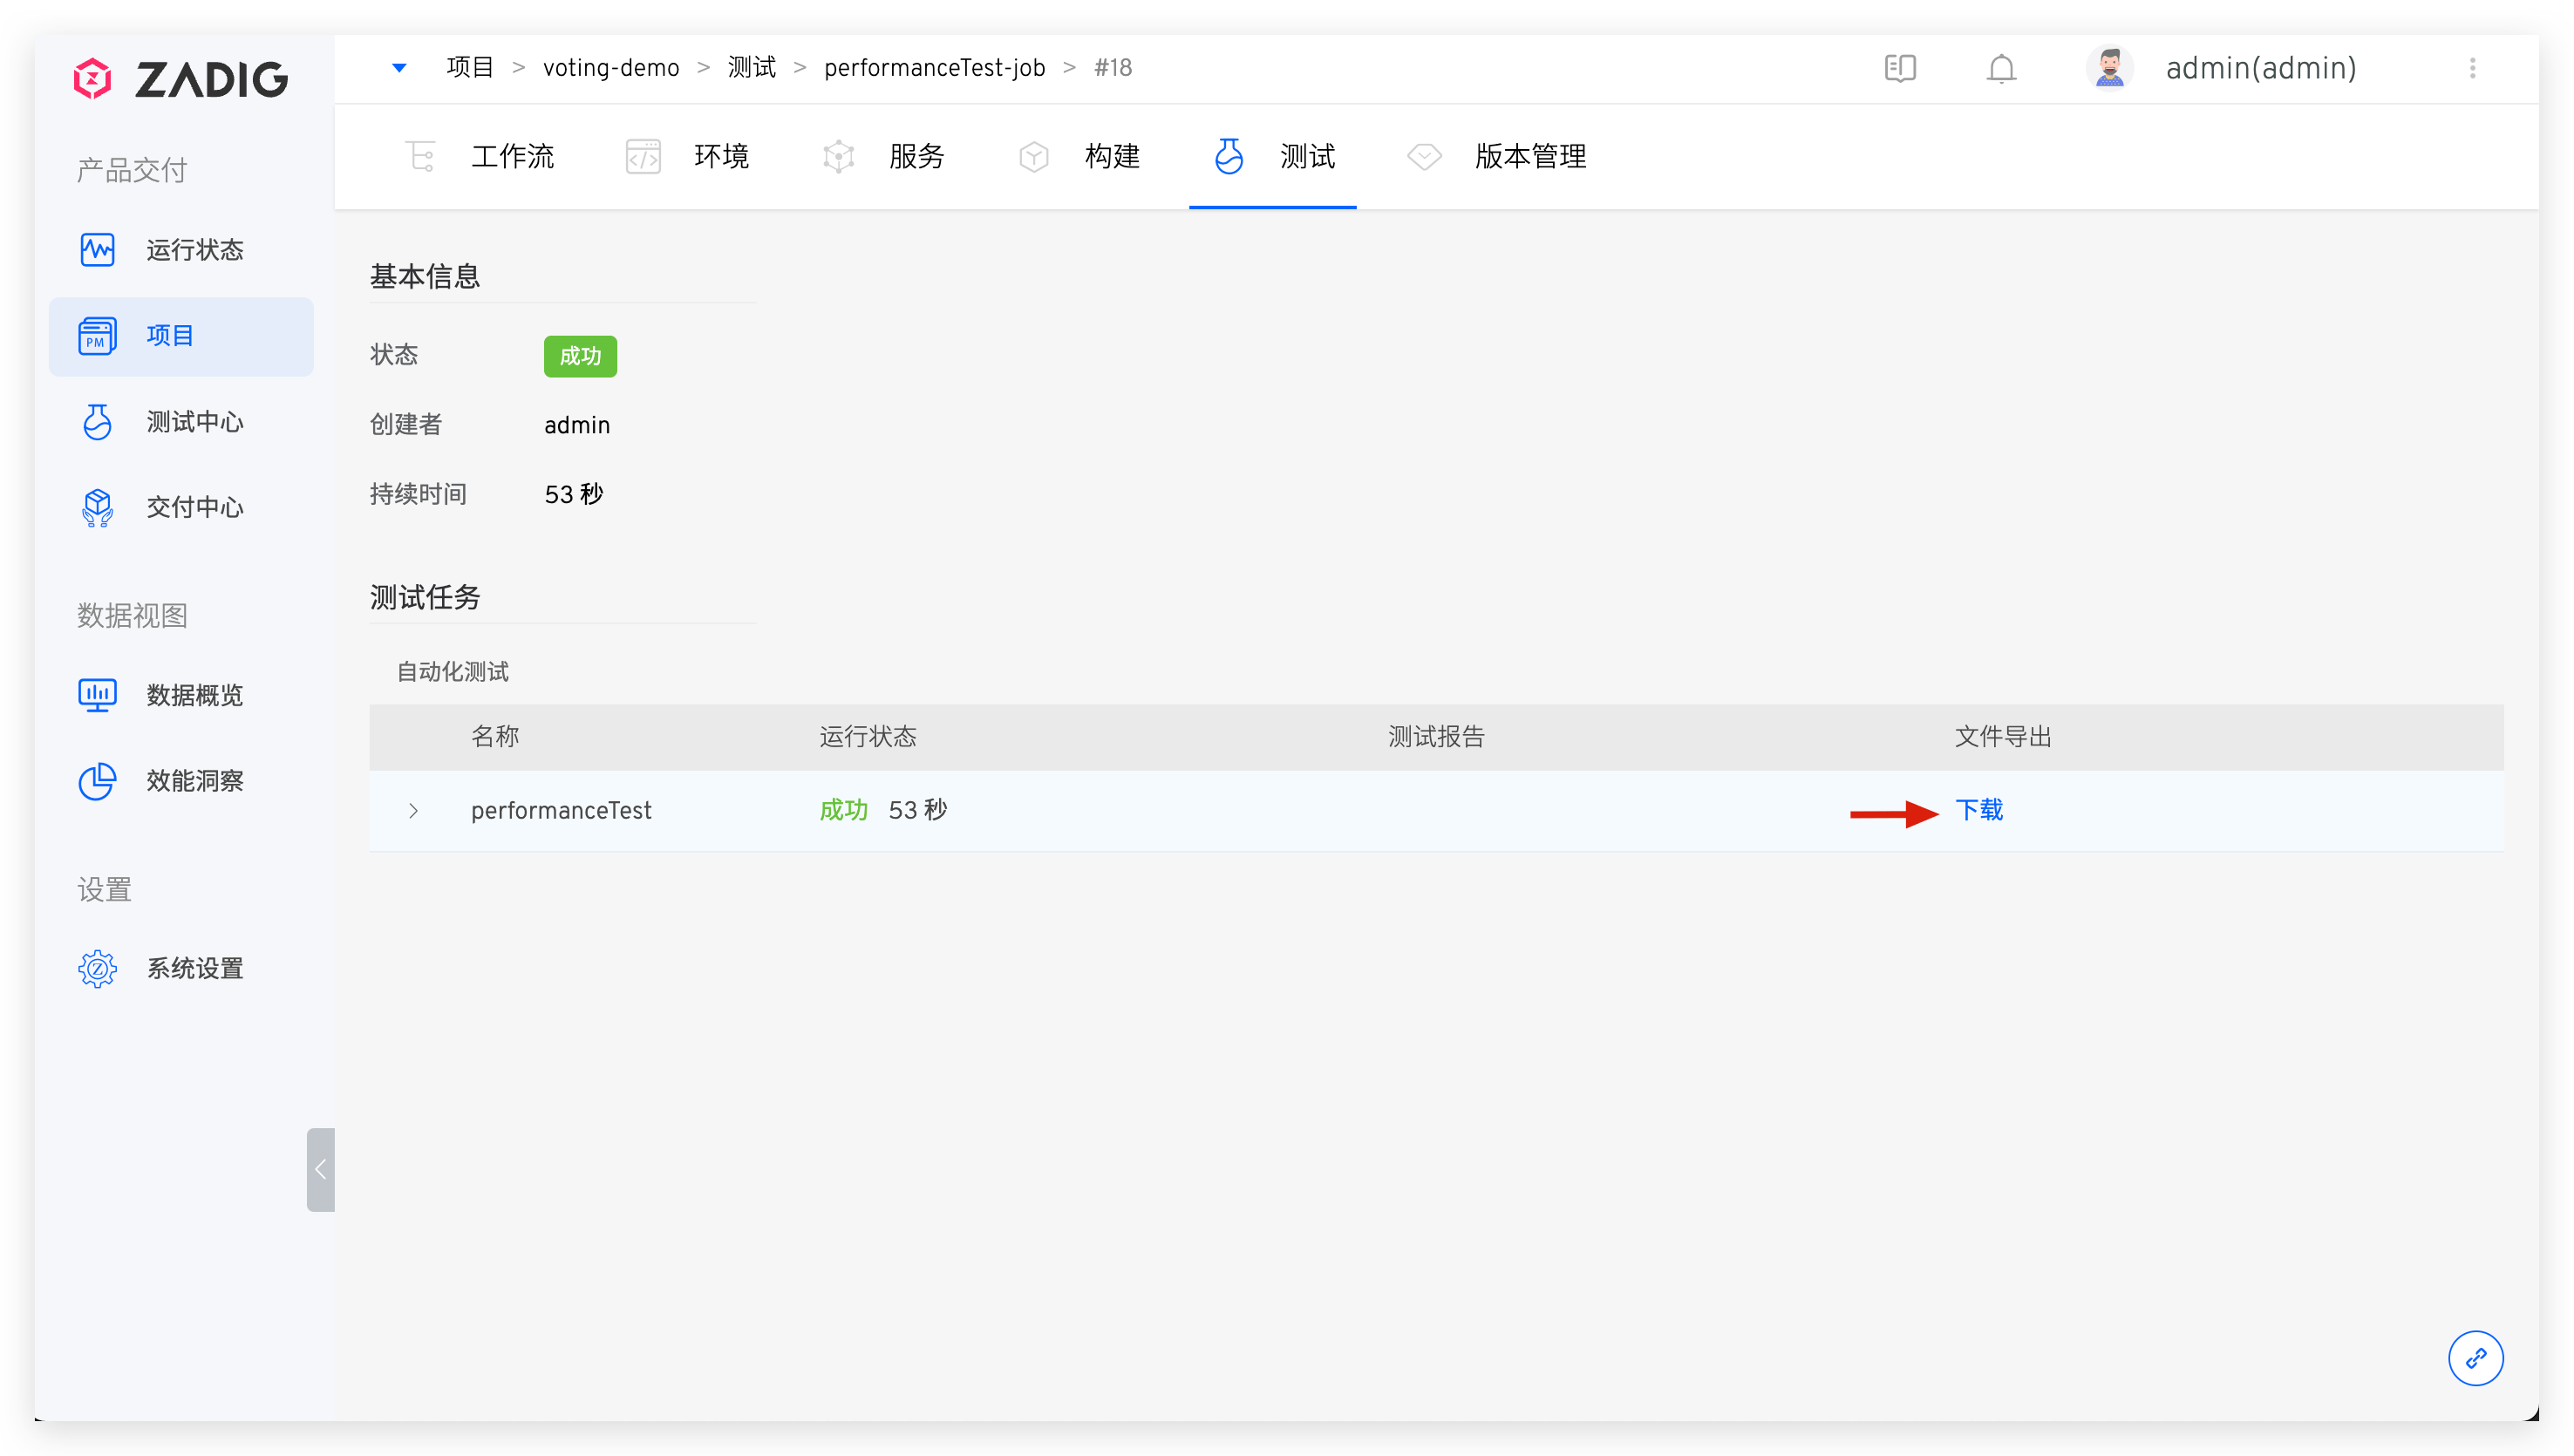 ZADIG
产品交付
运行状态
PM
项目
测试中心
交付中心
数据视图
数据概览
效能洞察
设置
系统设置
项目 > voting-demo > 测试 > performanceTest-job > #18
admin(admin)
工作流 环境 服务 构建 测试 版本管理
基本信息
状态 成功
创建者 admin
持续时间 53 秒
测试任务
自动化测试
名称 运行状态 测试报告 文件导出
performanceTest 成功 53 秒 下载